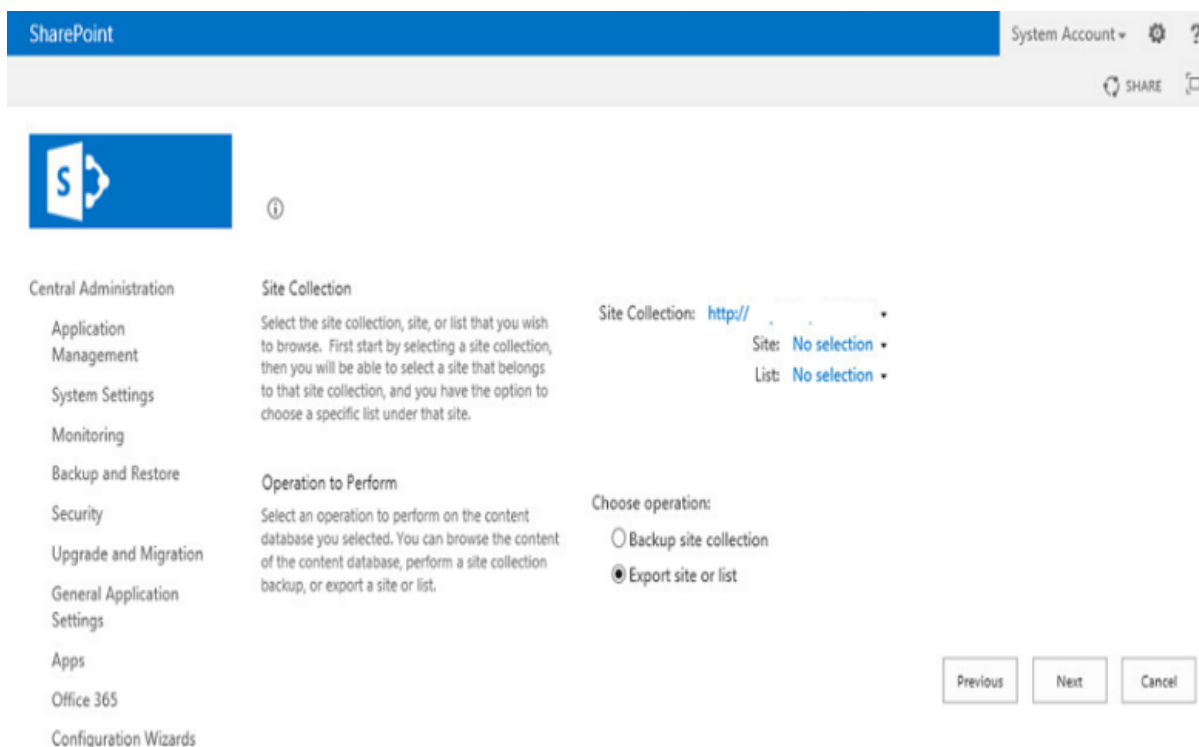 SharePoint
System Account
?
SHARE
S
Central Administration
Application
Management
System Settings
Monitoring
Backup and Restore
Security
Upgrade and Migration
General Application
Settings
Apps
Office 365
Configuration Wizards
Site Collection
Select the site collection, site, or list that you wish
to browse. First start by selecting a site collection,
then you will be able to select a site that belongs
to that site collection, and you have the option to
choose a specific list under that site.
Site Collection: http://
Site: No selection
List: No selection
Operation to Perform
Select an operation to perform on the content
database you selected. You can browse the content
of the content database, perform a site collection
backup, or export a site or list.
Choose operation:
Backup site collection
Export site or list
Previous Next Cancel